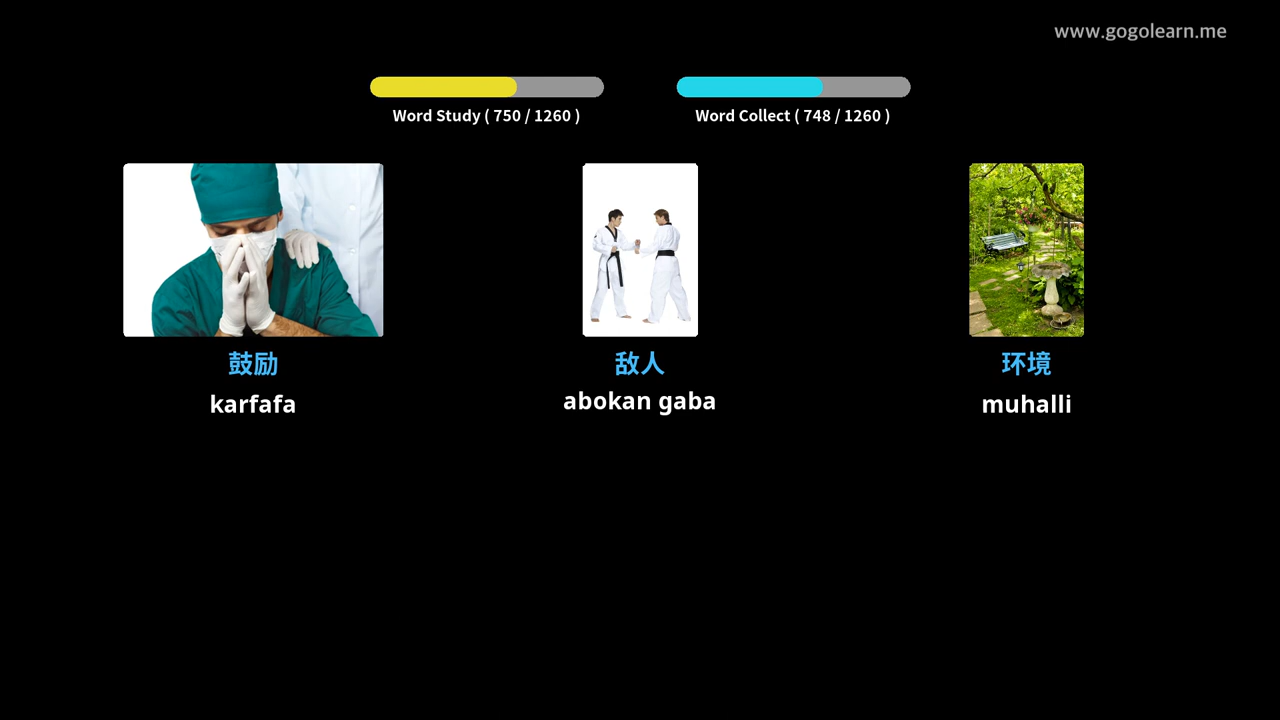 www.gogolearn.me
Word Study ( 750 / 1260 )
Word Collect ( 748 / 1260 )
鼓励
敌人
环境
karfafa
abokan gaba
muhalli